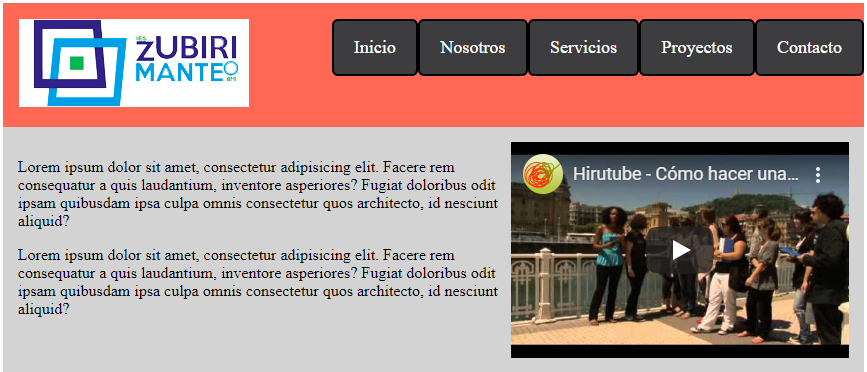 IES
ZUBIRI
MANTEO
BHI
Inicio
Nosotros
Servicios
Proyectos
Contacto
Lorem ipsum dolor sit amet, consectetur adipisicing elit. Facere rem
consequatur a quis laudantium, inventore asperiores? Fugiat doloribus odit
ipsam quibusdam ipsa culpa omnis consectetur quos architecto, id nesciunt
aliquid?
Lorem ipsum dolor sit amet, consectetur adipisicing elit. Facere rem
consequatur a quis laudantium, inventore asperiores? Fugiat doloribus odit
ipsam quibusdam ipsa culpa omnis consectetur quos architecto, id nesciunt
aliquid?
Hirutube - Cómo hacer una...